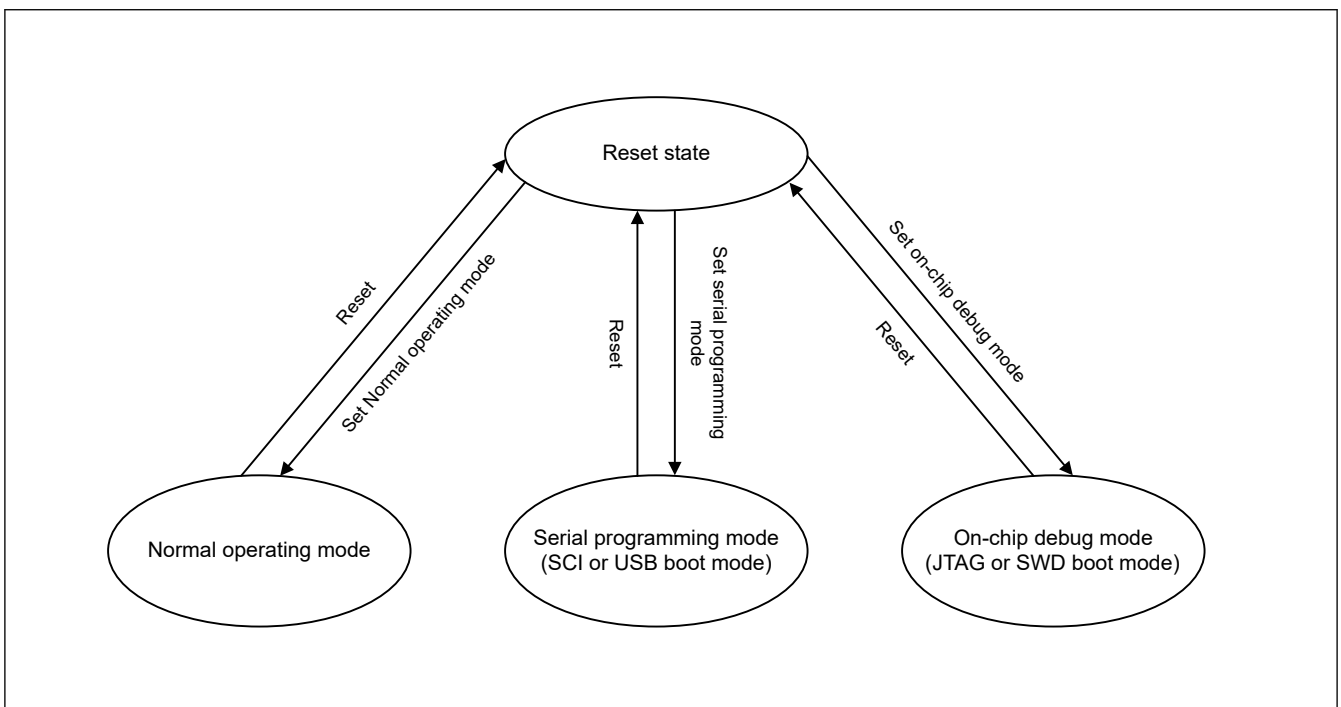 Reset state
Reset
Set Normal operating mode
Reset
Set serial programming
mode
Set on-chip debug mode
Reset
Normal operating mode
Serial programming mode
(SCI or USB boot mode)
On-chip debug mode
(JTAG or SWD boot mode)